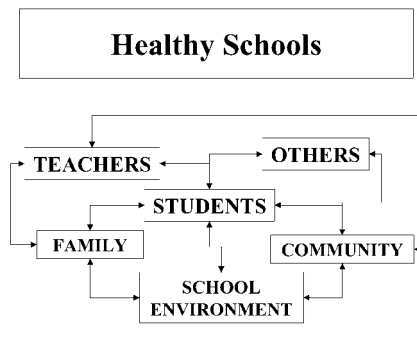 Healthy Schools
TEACHERS
OTHERS
STUDENTS
FAMILY
COMMUNITY
SCHOOL
ENVIRONMENT